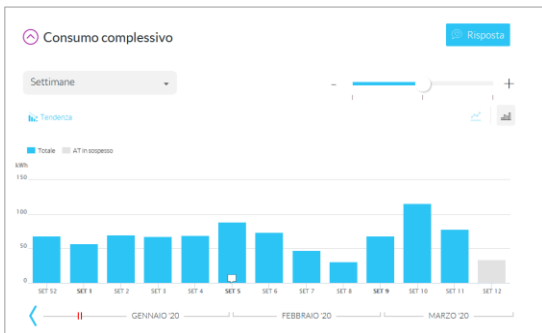 Consumo complessivo
Risposta
Settimane
- +
Tendenza
Totale AT in sospeso
kWh
150
100
50
0
SET 52 SET 1 SET 2 SET 3 SET 4 SET 5 SET 6 SET 7 SET 8 SET 9 SET 10 SET 11 SET 12
GENNAIO '20 FEBBRAIO '20 MARZO '20